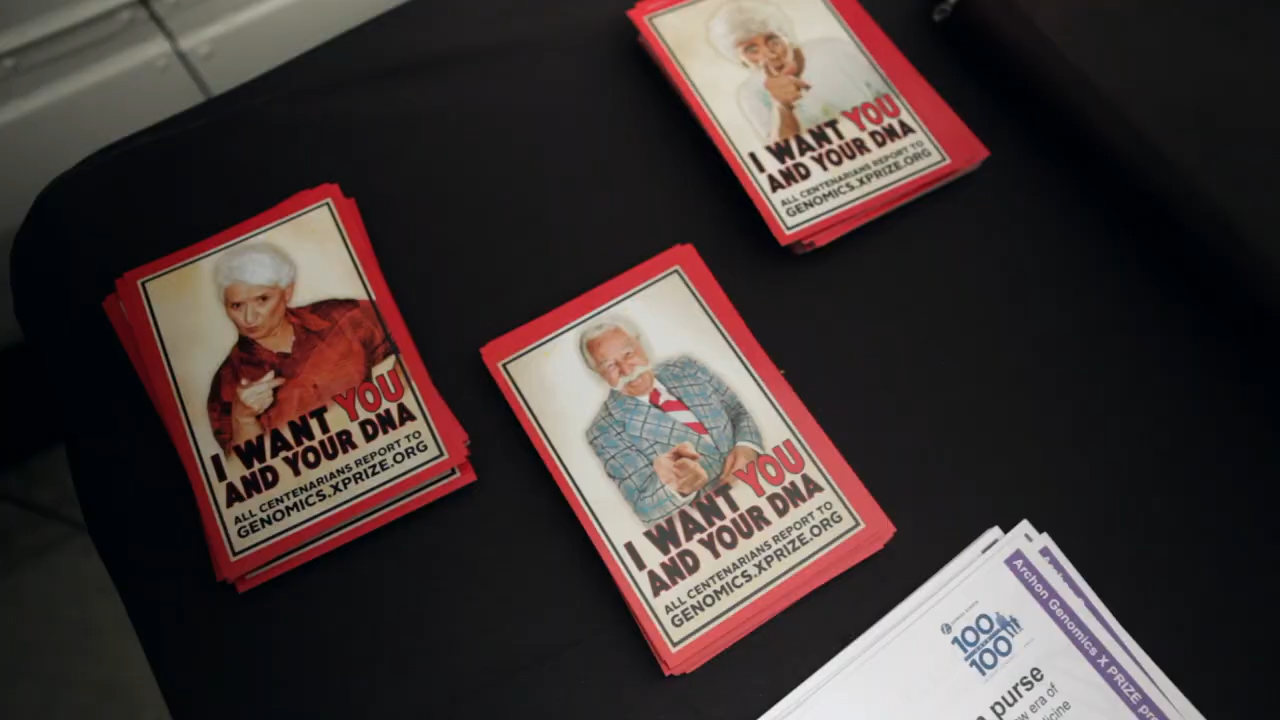 I WANT YOU
AND YOUR DNA
ALL CENTENARIANS REPORT TO
GENOMICS.XPRIZE.ORG
I WANT YOU
AND YOUR DNA
ALL CENTENARIANS REPORT TO
GENOMICS.XPRIZE.ORG
I WANT YOU
AND YOUR DNA
ALL CENTENARIANS REPORT TO
GENOMICS.XPRIZE.ORG
Archon Genomics X PRIZE
100
100
purse
era of